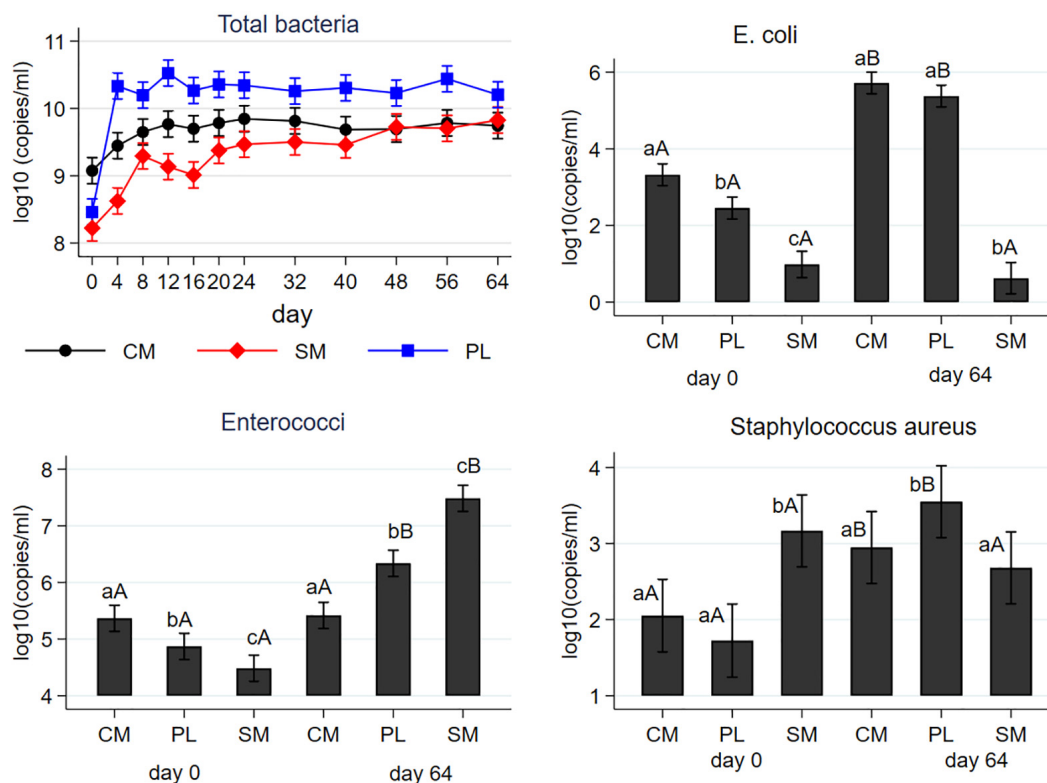 Total bacteria
11
10
9
8
log10 (copies/ml)
0 4 8 12 16 20 24 32 40 48 56 64
day
CM SM PL
E. coli
6
4
2
0
log10(copies/ml)
aA bA cA aB aB bA
CM PL SM CM PL SM
day 0 day 64
Enterococci
8
7
6
5
4
log10(copies/ml)
aA bA cA aA bB cB
CM PL SM CM PL SM
day 0 day 64
Staphylococcus aureus
4
3
2
1
log10(copies/ml)
aA aA bA aB bB aA
CM PL SM CM PL SM
day 0 day 64